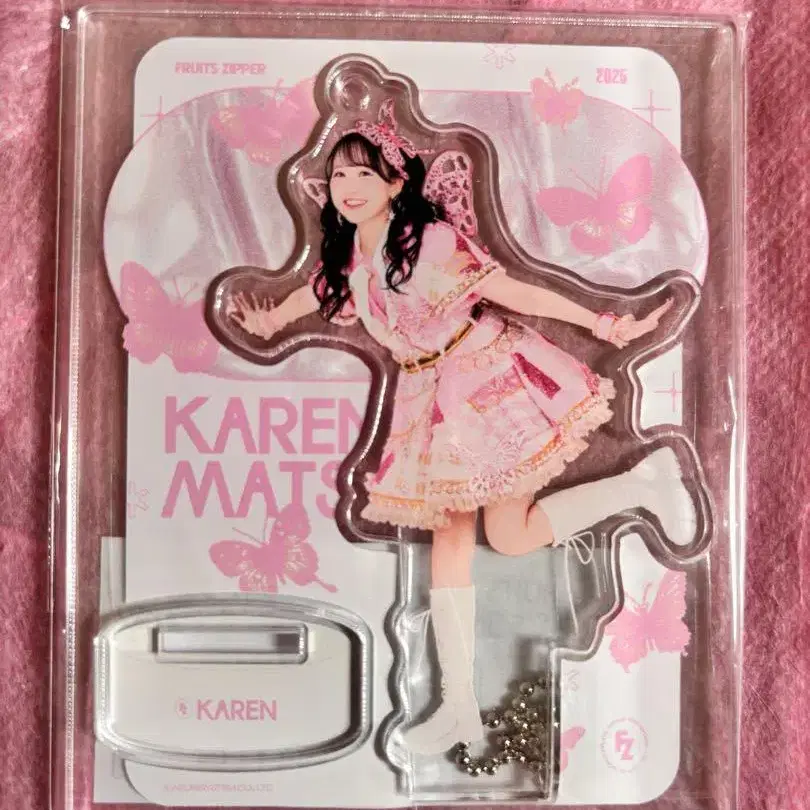 FRUITS ZIPPER
2025
KAREN
MATS
KAREN
FZ